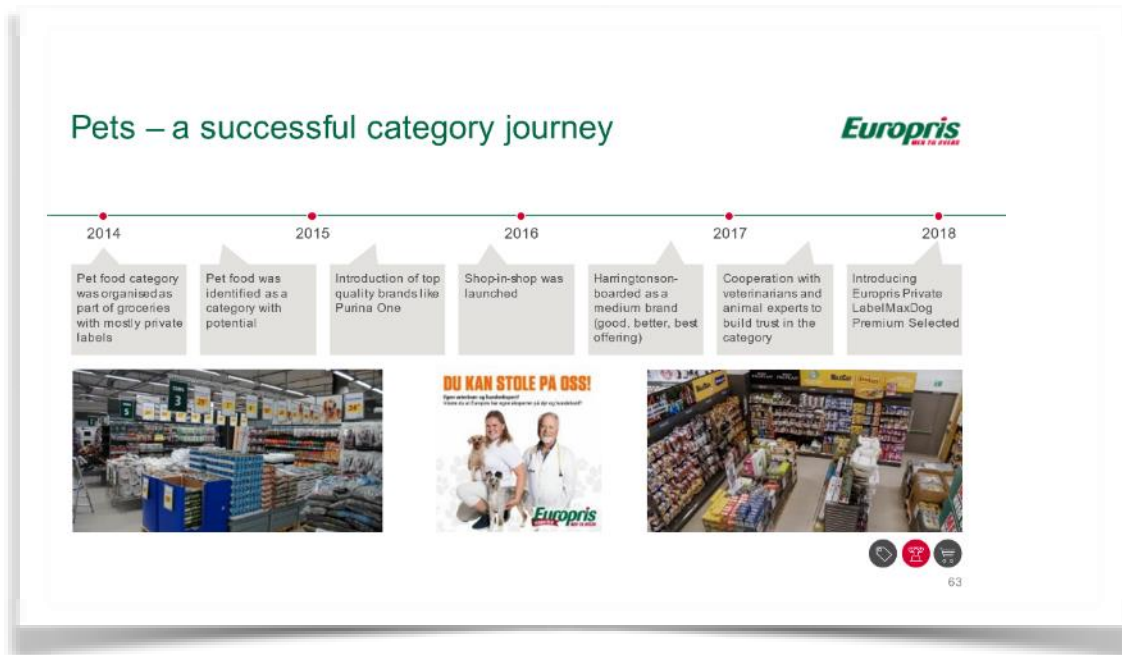 Pets – a successful category journey
Europris
2014
2015
2016
2017
2018
Pet food category
was organised as
part of groceries
with mostly private
labels
Pet food was
identified as a
category with
potential
Introduction of top
quality brands like
Purina One
Shop-in-shop was
launched
Harringtonson-
boarded as a
medium brand
(good, better, best
offering)
Cooperation with
veterinarians and
animal experts to
build trust in the
category
Introducing
Europris Private
LabelMaxDog
Premium Selected
5
3
DU KAN STOLE PÅ OSS!
Europris
63